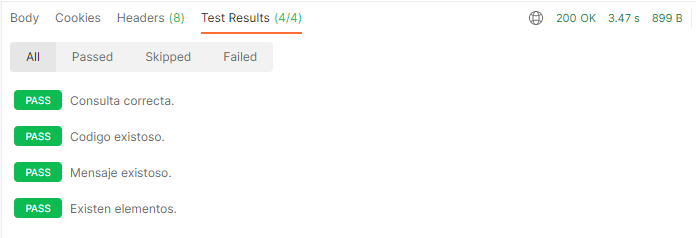 Body Cookies Headers (8) Test Results (4/4) 200 OK 3.47 s 899 B
All Passed Skipped Failed
PASS Consulta correcta.
PASS Codigo existoso.
PASS Mensaje existoso.
PASS Existen elementos.